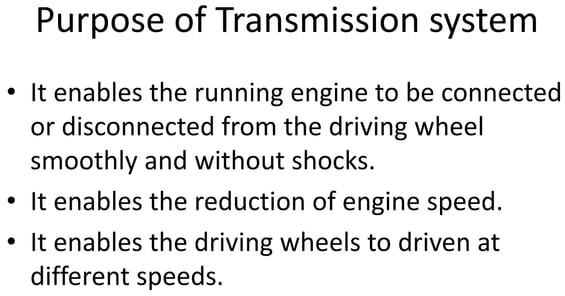 Purpose of Transmission system
• It enables the running engine to be connected
or disconnected from the driving wheel
smoothly and without shocks.
• It enables the reduction of engine speed.
• It enables the driving wheels to driven at
different speeds.